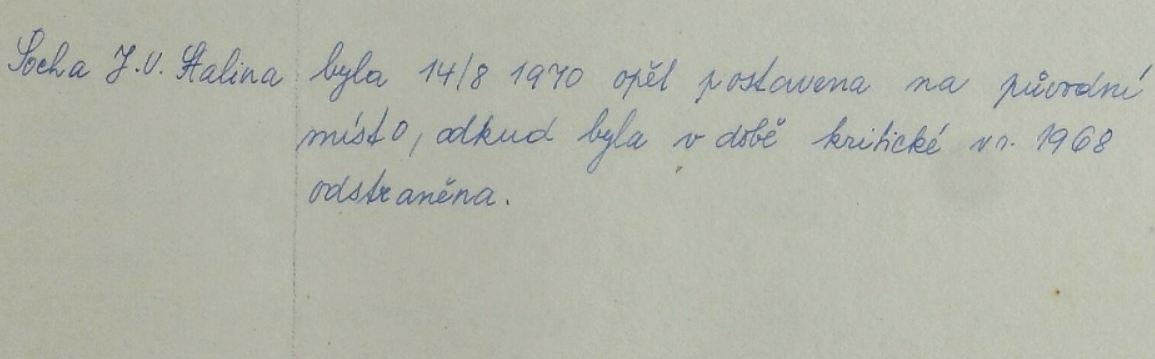 Socha J.V. Stalina byla 14/8 1970 opět postavena na původní
místo, odkud byla v době kritické v r. 1968
odstraněna.